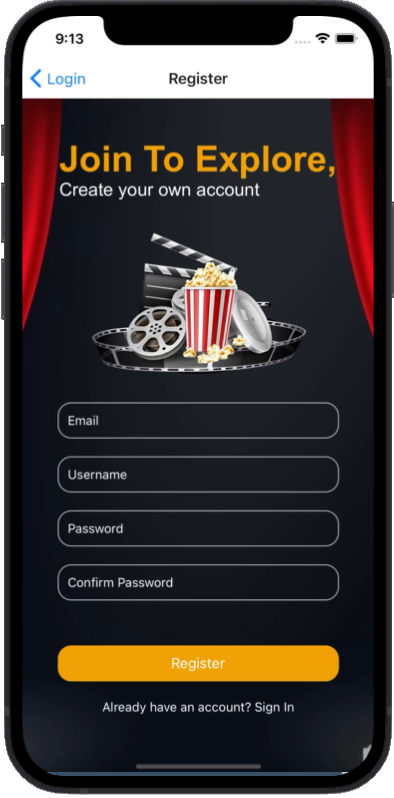 9:13
Login
Register
Join To Explore,
Create your own account
Email
Username
Password
Confirm Password
Register
Already have an account? Sign In